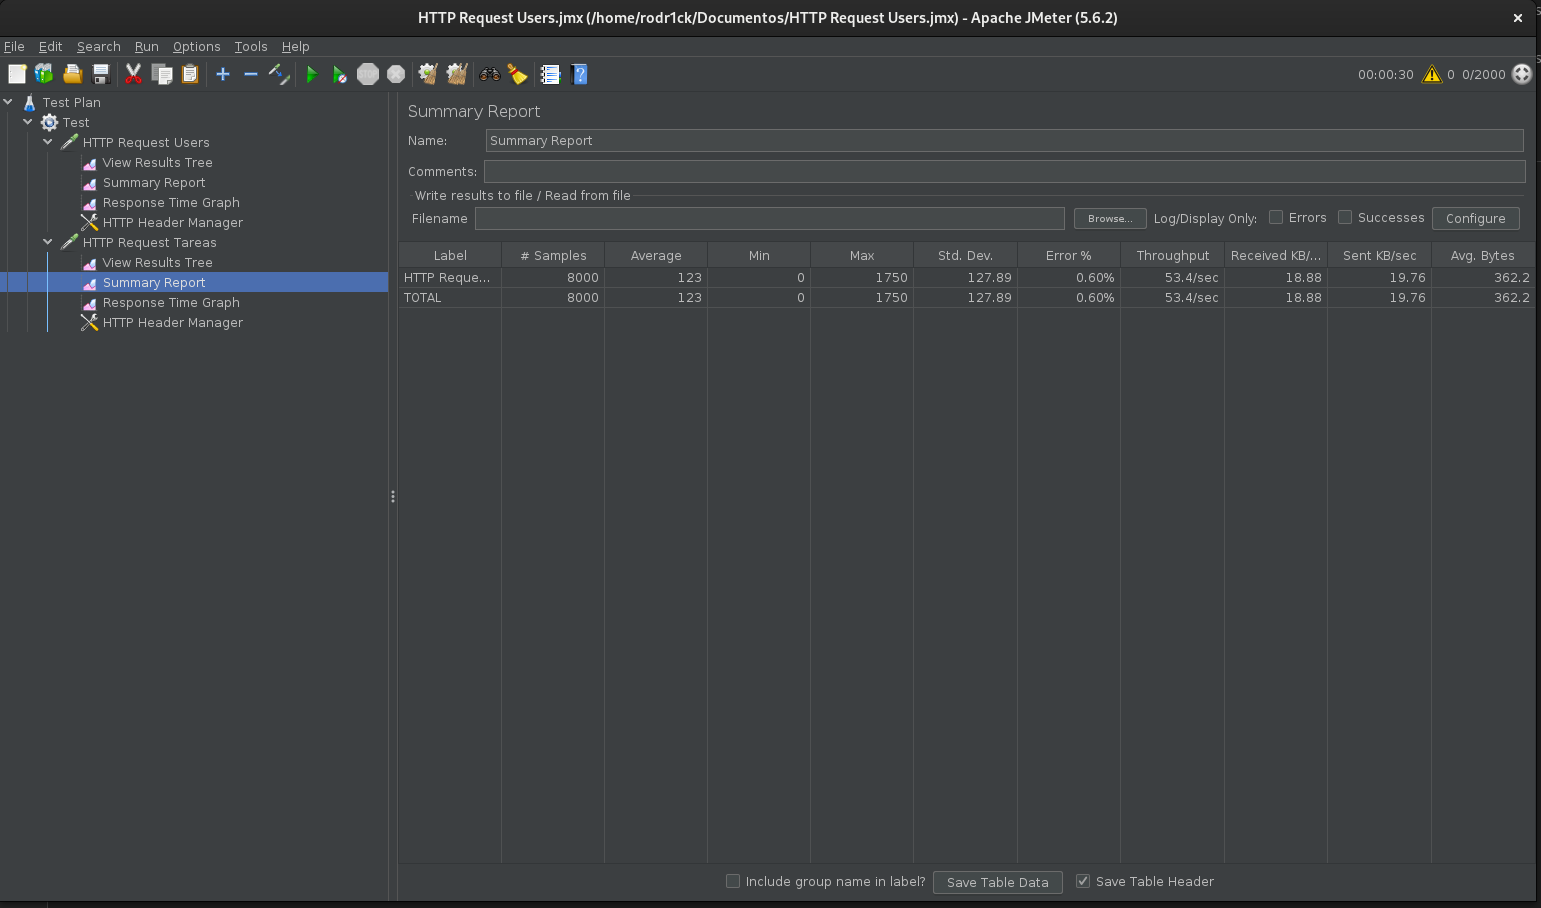 HTTP Request Users.jmx (/home/rodr1ck/Documentos/HTTP Request Users.jmx) - Apache JMeter (5.6.2)
File Edit Search Run Options Tools Help
00:00:30 0 0/2000
Test Plan
Test
HTTP Request Users
View Results Tree
Summary Report
Response Time Graph
HTTP Header Manager
HTTP Request Tareas
View Results Tree
Summary Report
Response Time Graph
HTTP Header Manager
Summary Report
Name: Summary Report
Comments:
Write results to file / Read from file
Filename Browse... Log/Display Only: Errors Successes Configure
Label # Samples Average Min Max Std. Dev. Error % Throughput Received KB/... Sent KB/sec Avg. Bytes
HTTP Reque... 8000 123 0 1750 127.89 0.60% 53.4/sec 18.88 19.76 362.2
TOTAL 8000 123 0 1750 127.89 0.60% 53.4/sec 18.88 19.76 362.2
Include group name in label? Save Table Data Save Table Header